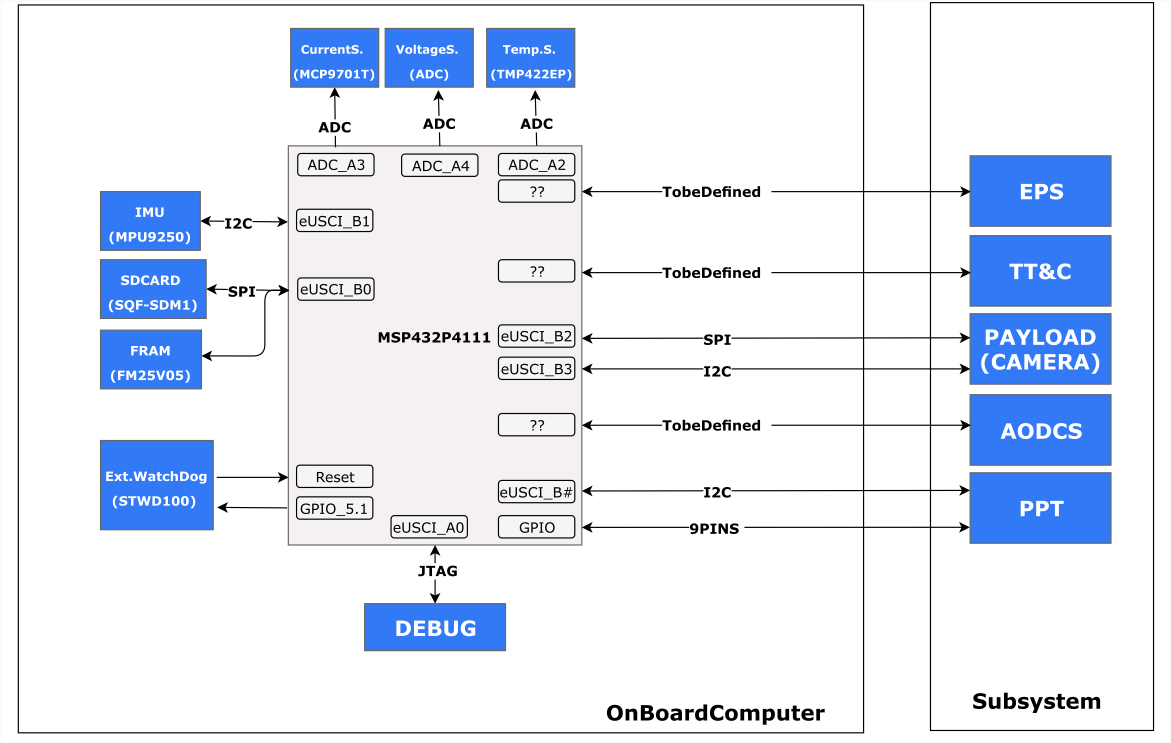 CurrentS.
(MCP9701T)
VoltageS.
(ADC)
Temp.S.
(TMP422EP)
ADC
ADC
ADC
ADC_A3
ADC_A4
ADC_A2
??
TobeDefined
EPS
IMU
(MPU9250)
I2C
eUSCI_B1
SDCARD
(SQF-SDM1)
SPI
eUSCI_B0
??
TobeDefined
TT&C
FRAM
(FM25V05)
MSP432P4111
eUSCI_B2
SPI
eUSCI_B3
I2C
PAYLOAD
(CAMERA)
??
TobeDefined
AODCS
Ext.WatchDog
(STWD100)
Reset
GPIO_5.1
eUSCI_B#
I2C
eUSCI_A0
GPIO
9PINS
PPT
JTAG
DEBUG
OnBoardComputer
Subsystem